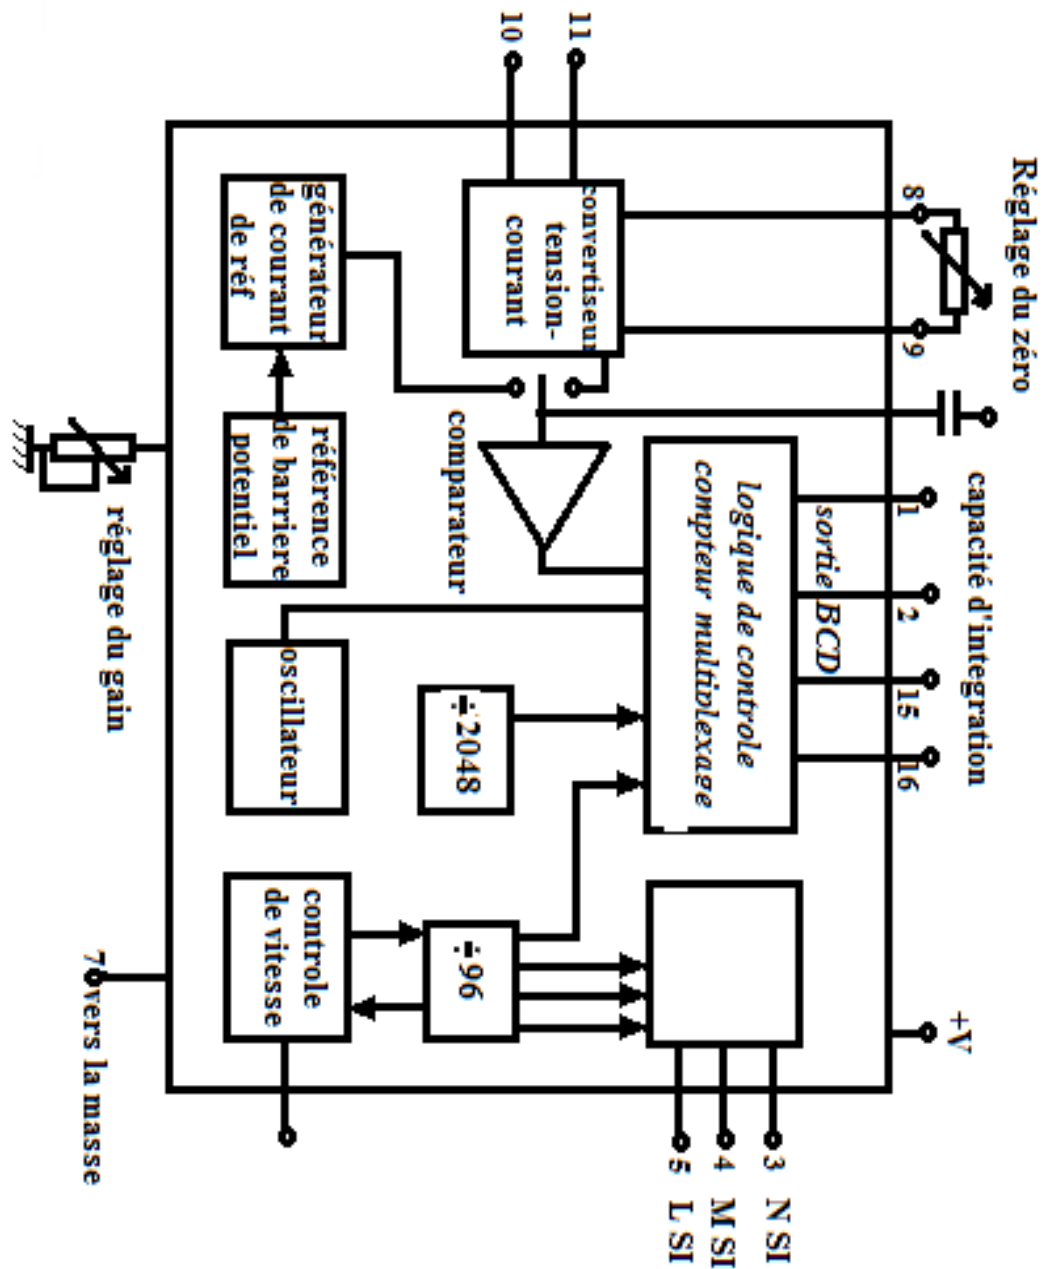 Réglage du zéro
capacité d'integration
+V
8
9
1
2
15
16
sortie BCD
11
10
convertiseur
tension-
courant
logique de controle
compteur multiplexage
3 N SI
4 M SI
5 L SI
comparateur
÷2048
÷96
générateur
de courant
de réf
référence
de barriere
potentiel
oscillateur
controle
de vitesse
réglage du gain
7
vers la masse